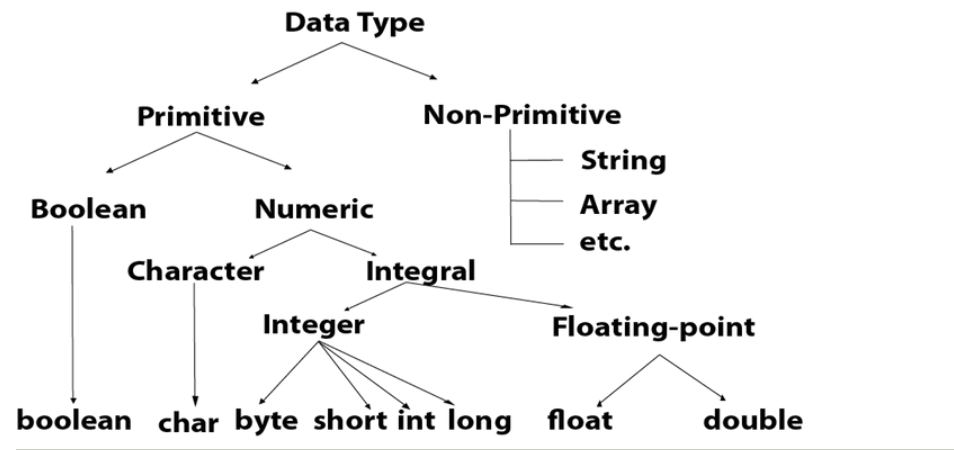 Data Type
Primitive
Non-Primitive
String
Boolean
Numeric
Array
etc.
Character
Integral
Integer
Floating-point
boolean
char
byte
short
int
long
float
double